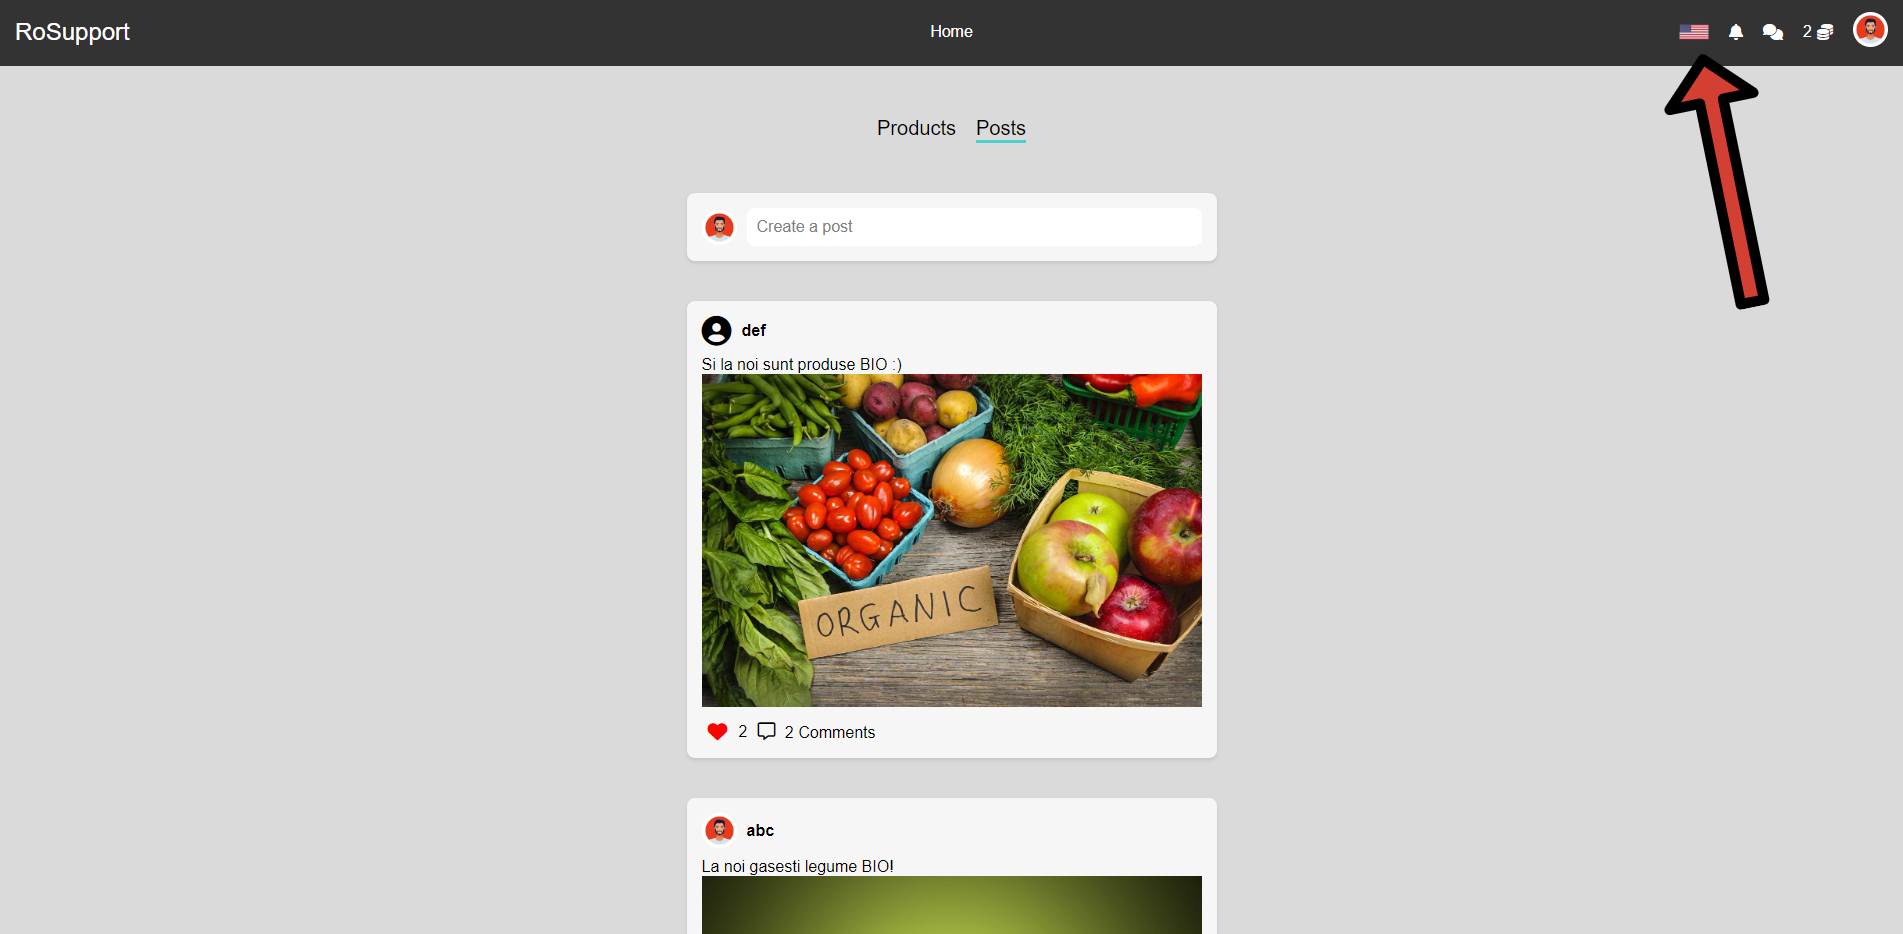 RoSupport
Home
2
Products
Posts
Create a post
def
Si la noi sunt produse BIO :)
ORGANIC
2
2 Comments
abc
La noi gasesti legume BIO!